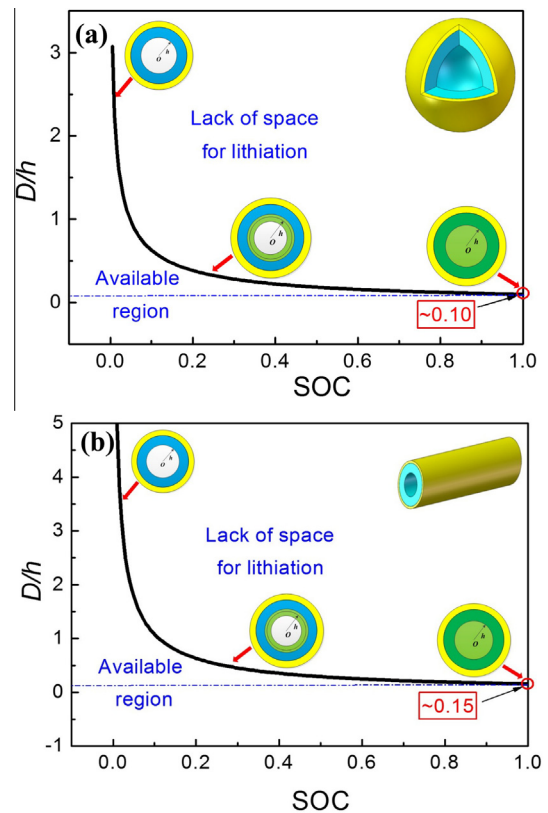 (a)
D/h
3
2
1
0
O h
Lack of space
for lithiation
O h
O h
Available
region
~0.10
0.0 0.2 0.4 0.6 0.8 1.0
SOC
(b)
D/h
5
4
3
2
1
0
-1
O h
Lack of space
for lithiation
O h
O h
Available
region
~0.15
0.0 0.2 0.4 0.6 0.8 1.0
SOC